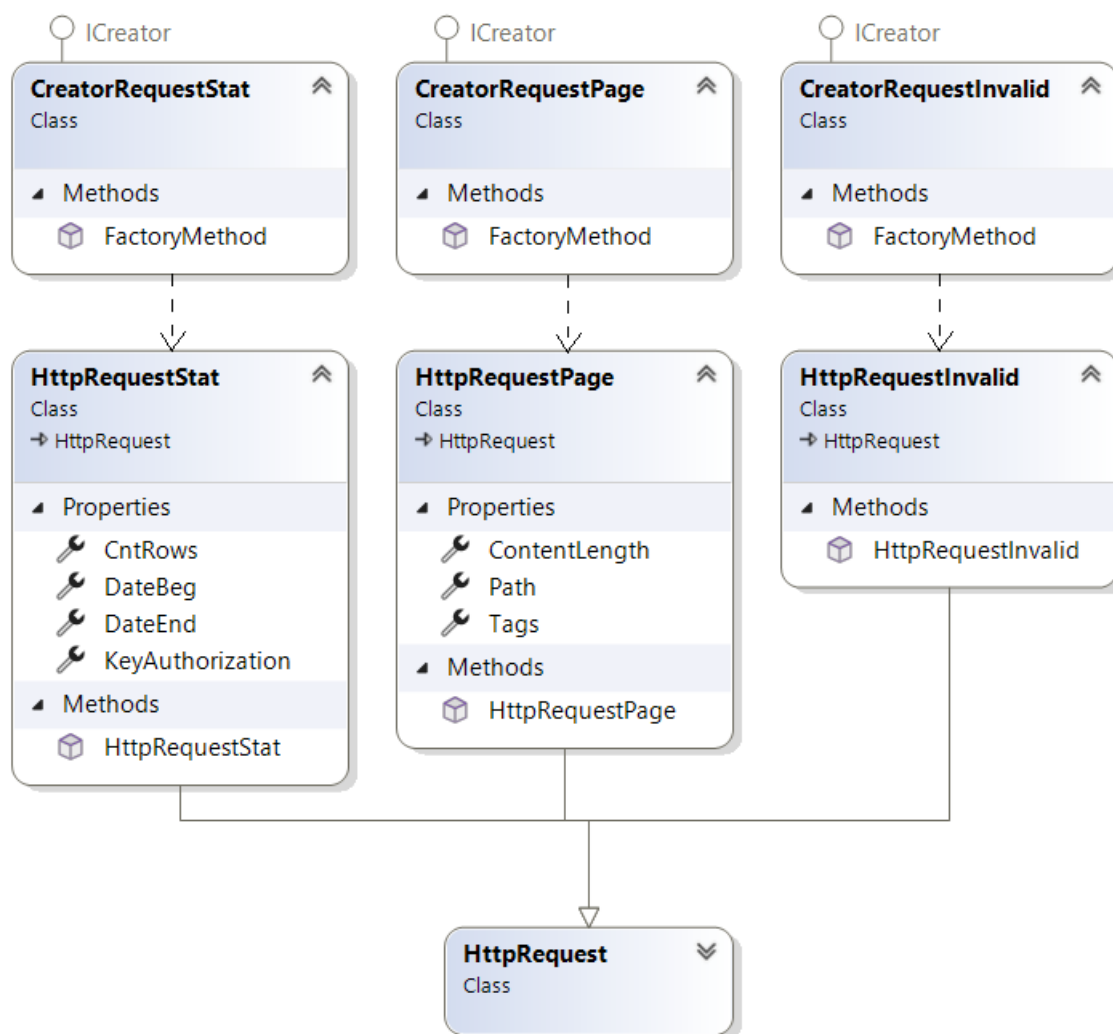 ICreator
CreatorRequestStat
Class
Methods
FactoryMethod
HttpRequestStat
Class
HttpRequest
Properties
CntRows
DateBeg
DateEnd
KeyAuthorization
Methods
HttpRequestStat
ICreator
CreatorRequestPage
Class
Methods
FactoryMethod
HttpRequestPage
Class
HttpRequest
Properties
ContentLength
Path
Tags
Methods
HttpRequestPage
ICreator
CreatorRequestInvalid
Class
Methods
FactoryMethod
HttpRequestInvalid
Class
HttpRequest
Methods
HttpRequestInvalid
HttpRequest
Class